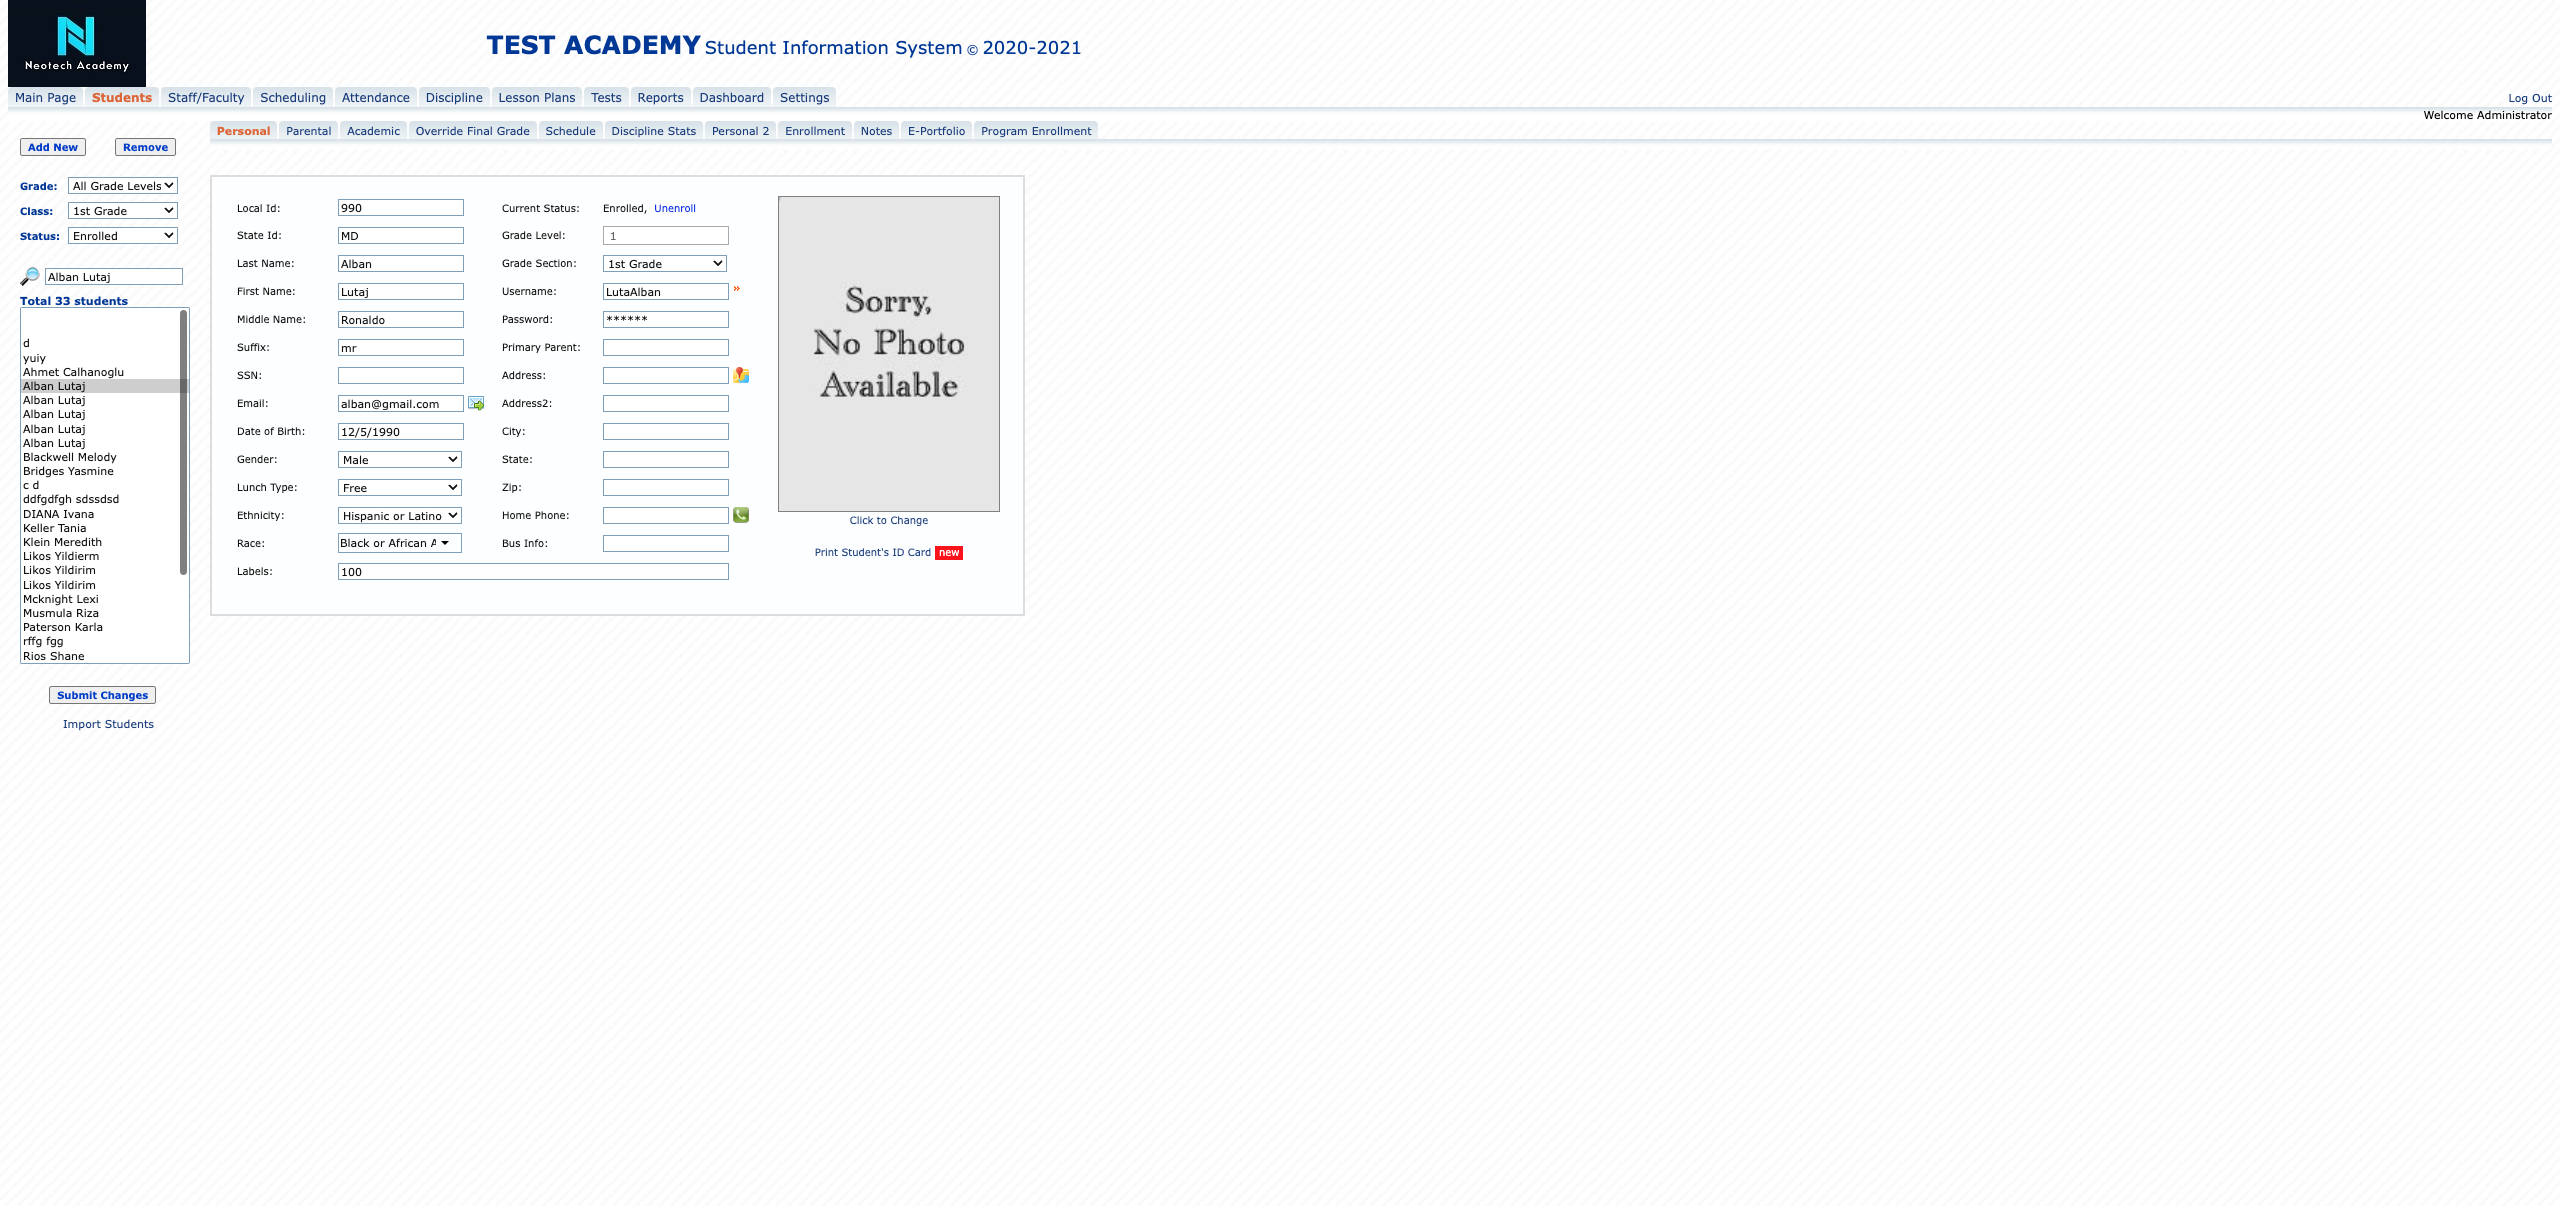 Neotech Academy
TEST ACADEMY Student Information System © 2020-2021
Main Page Students Staff/Faculty Scheduling Attendance Discipline Lesson Plans Tests Reports Dashboard Settings
Log Out
Welcome Administrator
Personal Parental Academic Override Final Grade Schedule Discipline Stats Personal 2 Enrollment Notes E-Portfolio Program Enrollment
Add New Remove
Grade: All Grade Levels
Class: 1st Grade
Status: Enrolled
Alban Lutaj
Total 33 students
d
yuiy
Ahmet Calhanoglu
Alban Lutaj
Alban Lutaj
Alban Lutaj
Alban Lutaj
Alban Lutaj
Blackwell Melody
Bridges Yasmine
c d
ddfgdfgh sdssdsd
DIANA Ivana
Keller Tania
Klein Meredith
Likos Yildierm
Likos Yildirim
Likos Yildirim
Mcknight Lexi
Musmula Riza
Paterson Karla
rffg fgg
Rios Shane
Submit Changes
Import Students
Local Id: 990
State Id: MD
Last Name: Alban
First Name: Lutaj
Middle Name: Ronaldo
Suffix: mr
SSN:
Email: alban@gmail.com
Date of Birth: 12/5/1990
Gender: Male
Lunch Type: Free
Ethnicity: Hispanic or Latino
Race: Black or African A
Labels: 100
Current Status: Enrolled, Unenroll
Grade Level: 1
Grade Section: 1st Grade
Username: LutaAlban »
Password: ******
Primary Parent:
Address:
Address2:
City:
State:
Zip:
Home Phone:
Bus Info:
Sorry,
No Photo
Available
Click to Change
Print Student's ID Card new